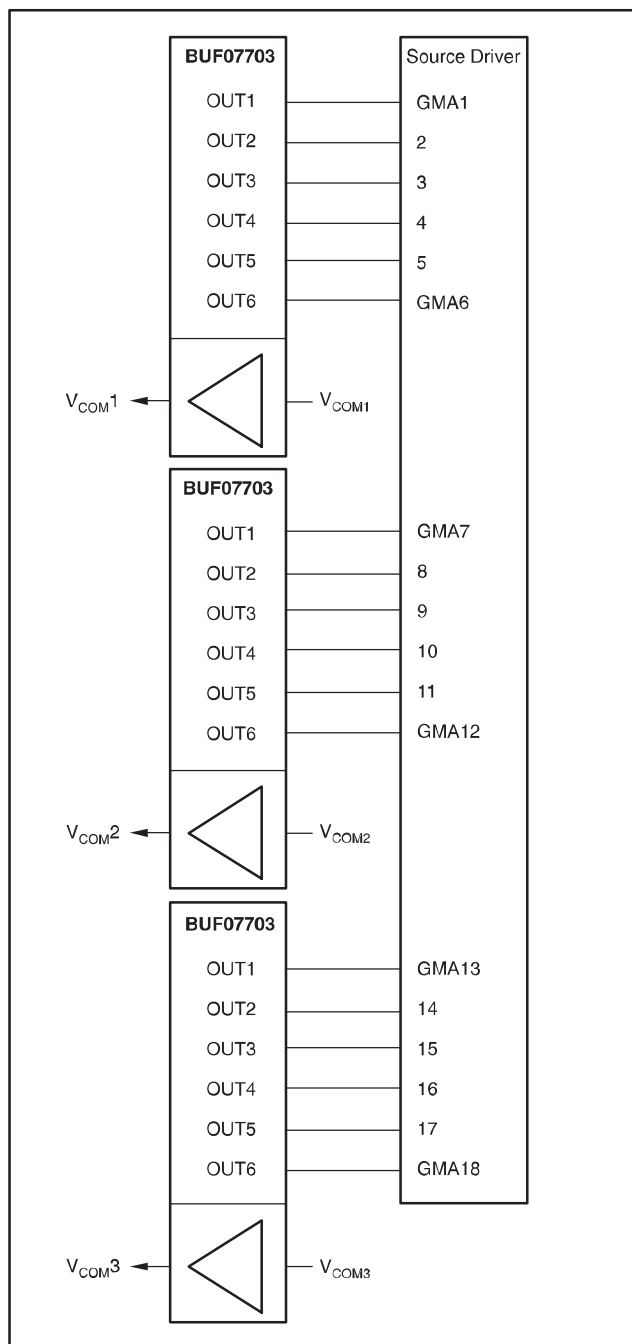 BUF07703 Source Driver
OUT1 GMA1
OUT2 2
OUT3 3
OUT4 4
OUT5 5
OUT6 GMA6
VCOM1 VCOM1
BUF07703
OUT1 GMA7
OUT2 8
OUT3 9
OUT4 10
OUT5 11
OUT6 GMA12
VCOM2 VCOM2
BUF07703
OUT1 GMA13
OUT2 14
OUT3 15
OUT4 16
OUT5 17
OUT6 GMA18
VCOM3 VCOM3